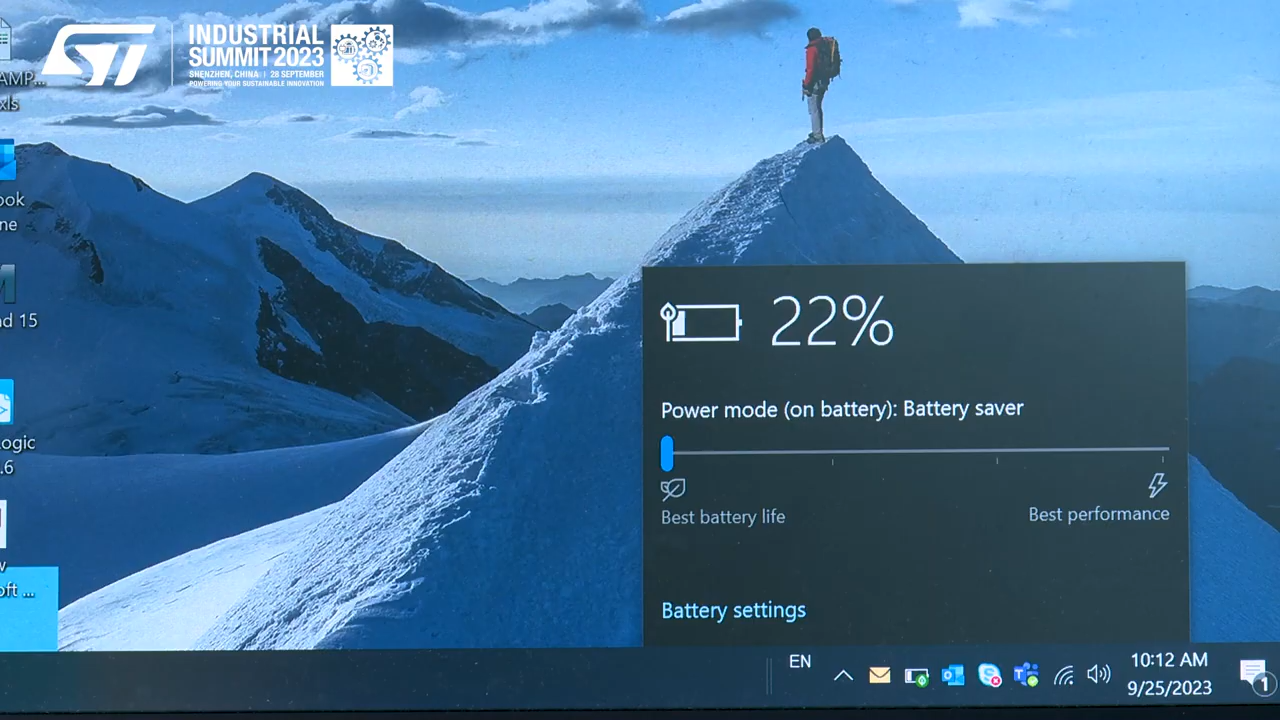 ST
INDUSTRIAL
SUMMIT 2023
SHENZHEN, CHINA | 28 SEPTEMBER
POWERING YOUR SUSTAINABLE INNOVATION
AMP...
xls
ook
ne
d 15
ogic
.6
w
oft ...
22%
Power mode (on battery): Battery saver
Best battery life
Best performance
Battery settings
EN
10:12 AM
9/25/2023
1